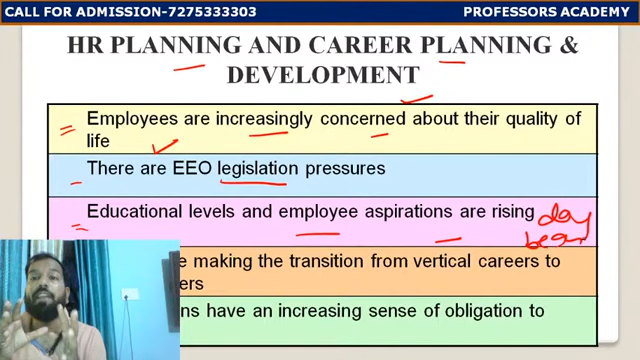 CALL FOR ADMISSION-7275333303
PROFESSORS ACADEMY
HR PLANNING AND CAREER PLANNING &
DEVELOPMENT
Employees are increasingly concerned about their quality of
life
There are EEO legislation pressures
Educational levels and employee aspirations are rising
day
making the transition from vertical careers to
have an increasing sense of obligation to